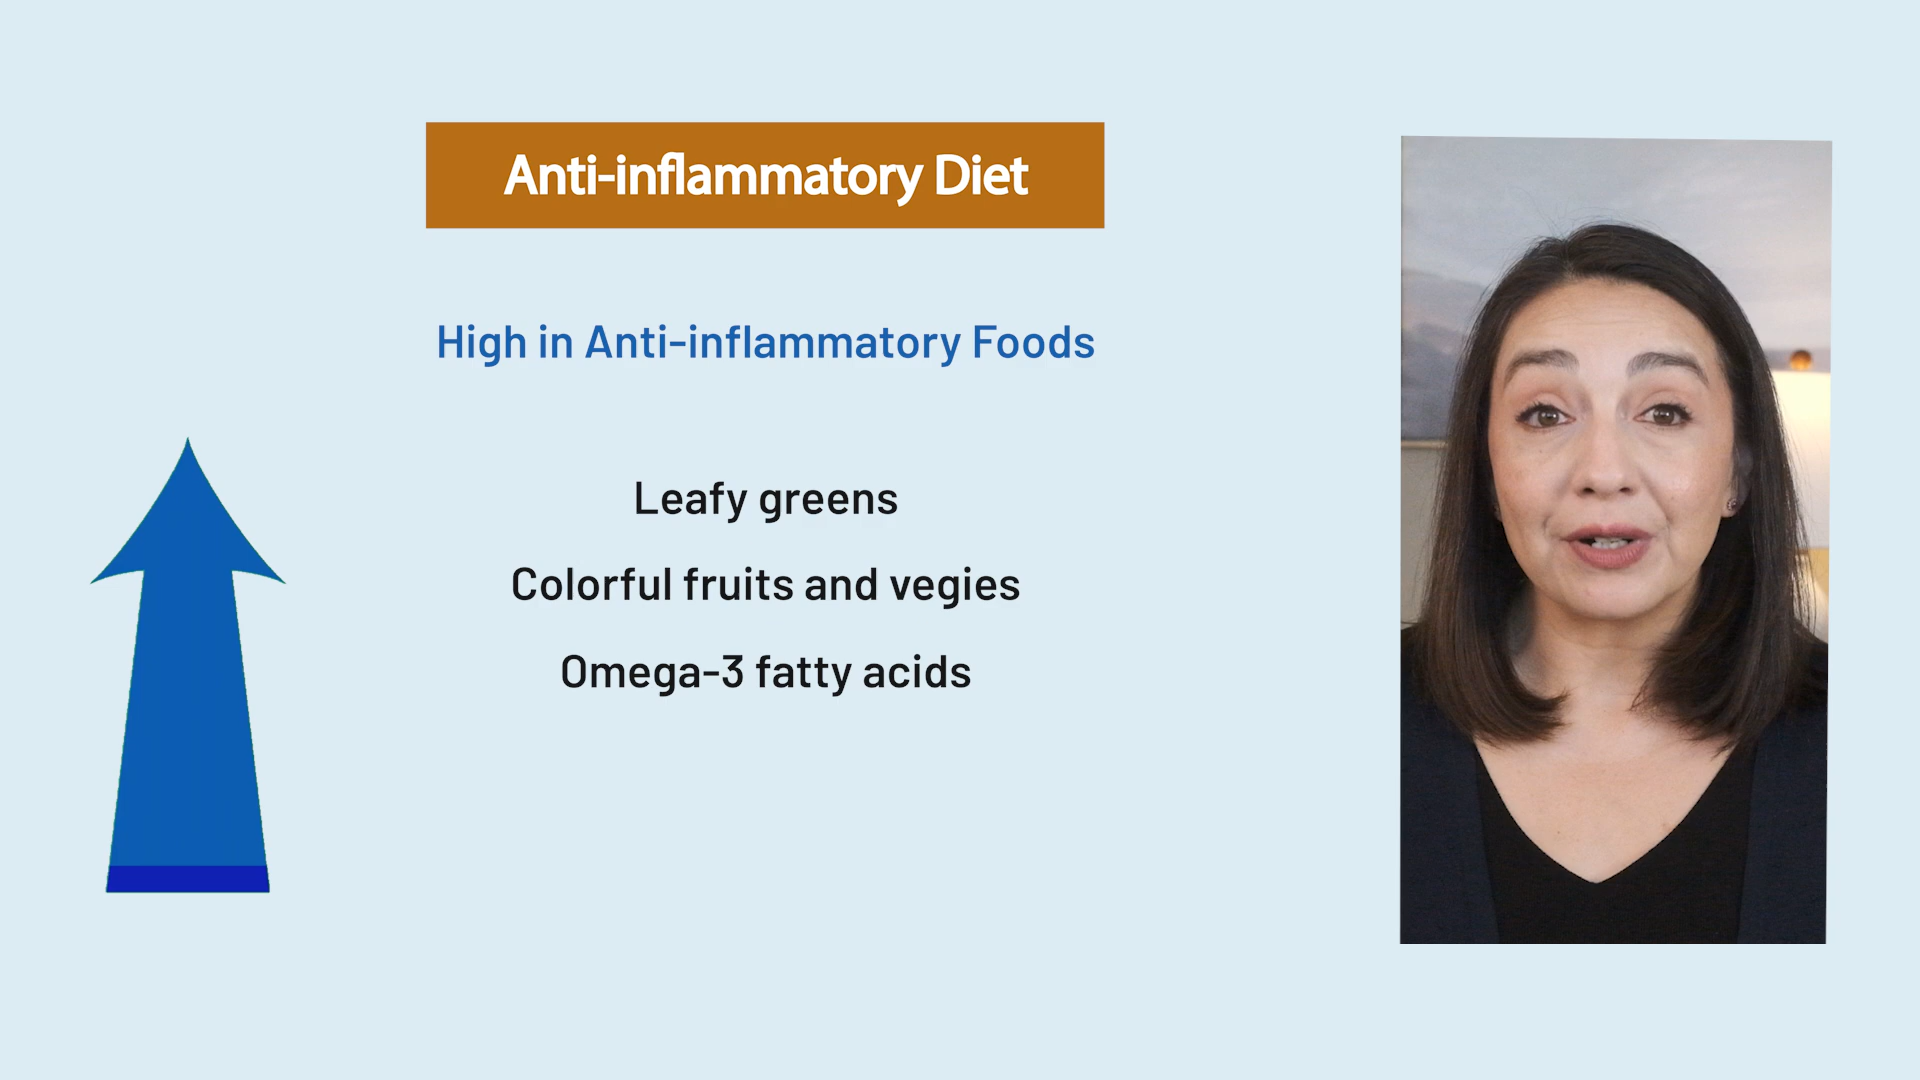 Anti-inflammatory Diet
High in Anti-inflammatory Foods
Leafy greens
Colorful fruits and vegies
Omega-3 fatty acids